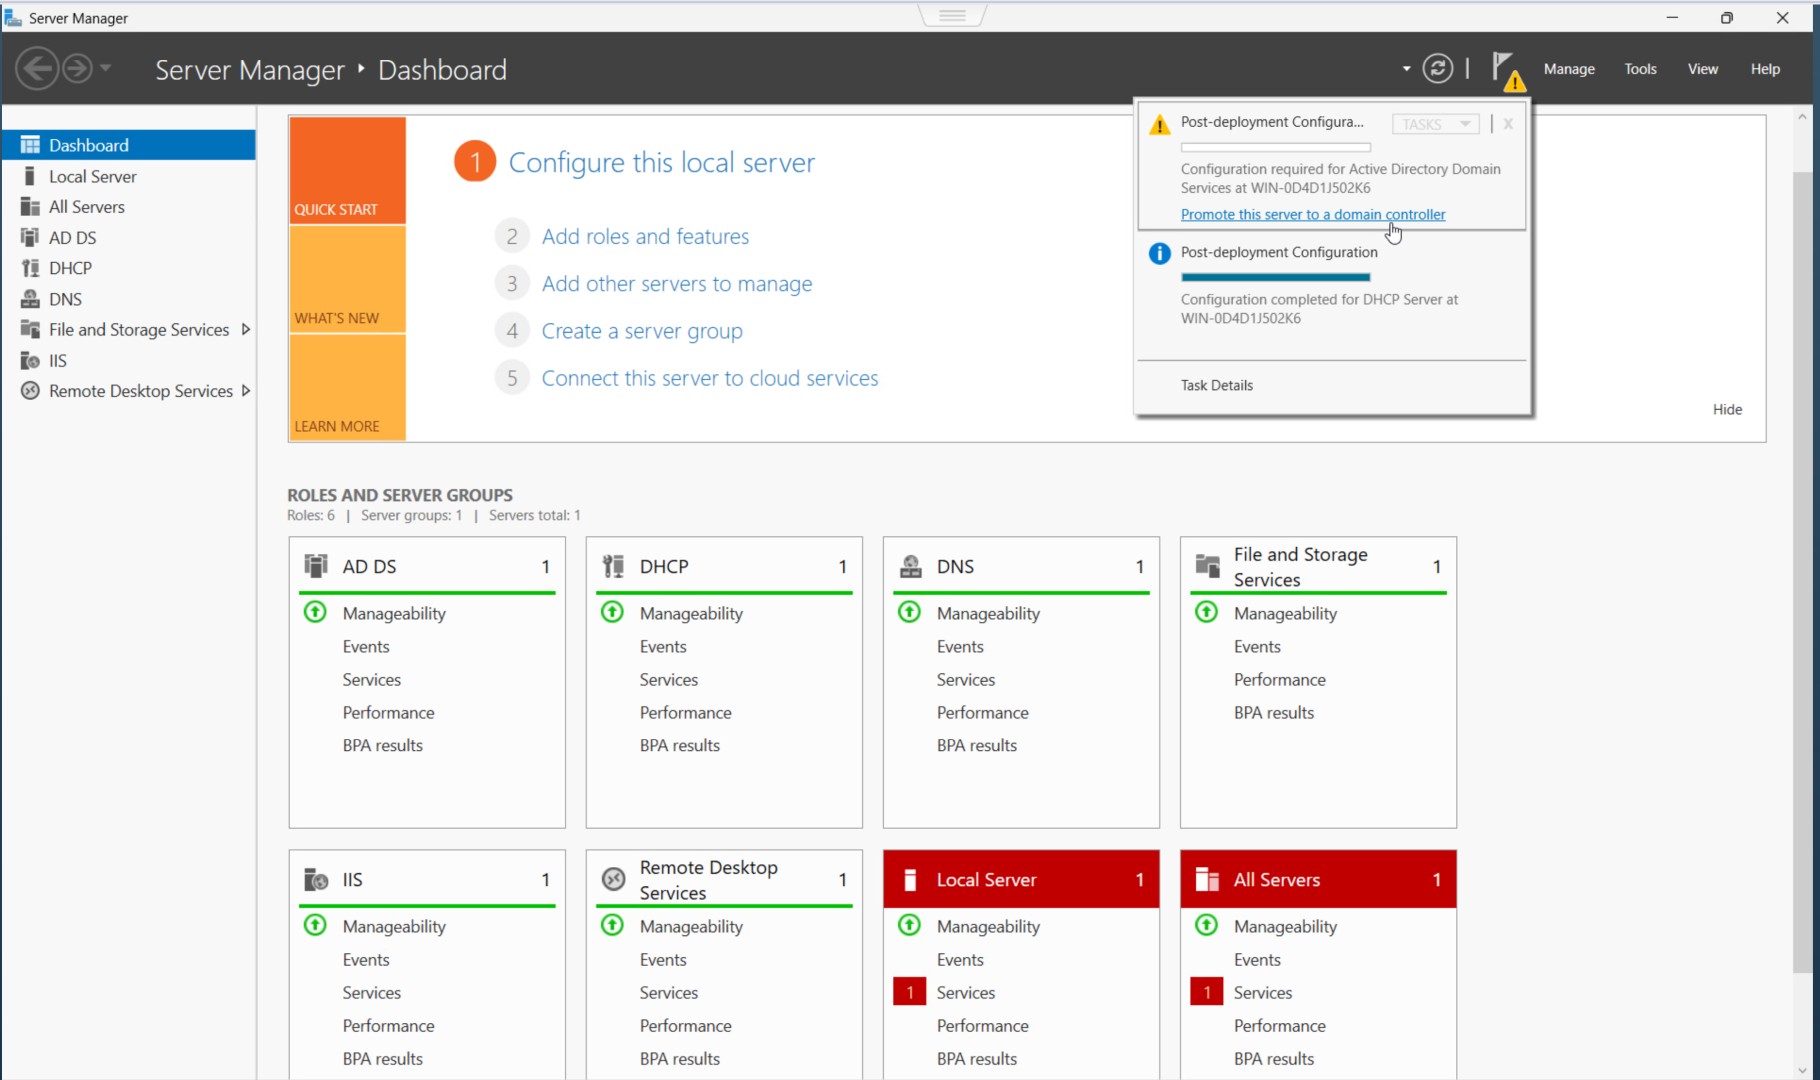 Server Manager
Server Manager ‣ Dashboard
Manage
Tools
View
Help
Dashboard
Local Server
All Servers
AD DS
DHCP
DNS
File and Storage Services
IIS
Remote Desktop Services
QUICK START
WHAT'S NEW
LEARN MORE
1 Configure this local server
2 Add roles and features
3 Add other servers to manage
4 Create a server group
5 Connect this server to cloud services
Hide
Post-deployment Configura...
TASKS
X
Configuration required for Active Directory Domain
Services at WIN-0D4D1J502K6
Promote this server to a domain controller
Post-deployment Configuration
Configuration completed for DHCP Server at
WIN-0D4D1J502K6
Task Details
ROLES AND SERVER GROUPS
Roles: 6 | Server groups: 1 | Servers total: 1
AD DS 1
Manageability
Events
Services
Performance
BPA results
DHCP 1
Manageability
Events
Services
Performance
BPA results
DNS 1
Manageability
Events
Services
Performance
BPA results
File and Storage
Services 1
Manageability
Events
Performance
BPA results
IIS 1
Manageability
Events
Services
Performance
BPA results
Remote Desktop
Services 1
Manageability
Events
Services
Performance
BPA results
Local Server 1
Manageability
Events
1 Services
Performance
BPA results
All Servers 1
Manageability
Events
1 Services
Performance
BPA results